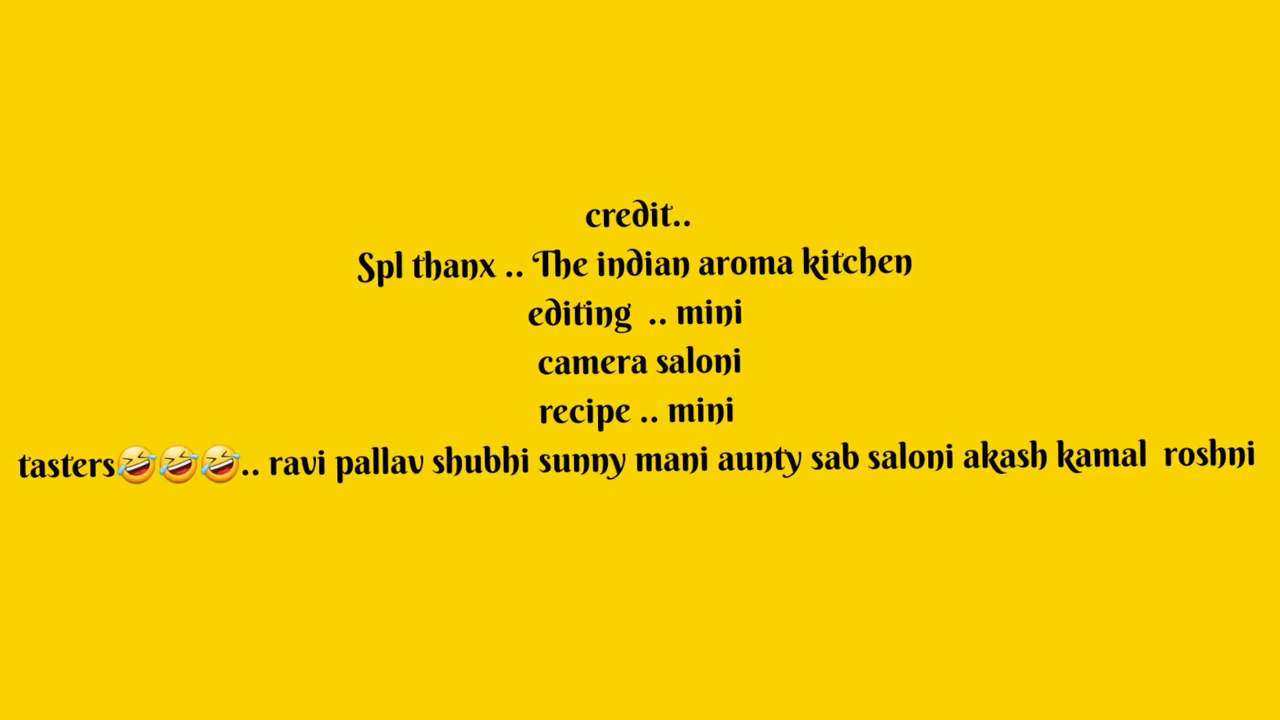 credit..
Spl thanx .. The indian aroma kitchen
editing  .. mini
camera saloni
recipe .. mini
tasters🤣🤣🤣.. ravi pallav shubhi sunny mani aunty sab saloni akash kamal  roshni